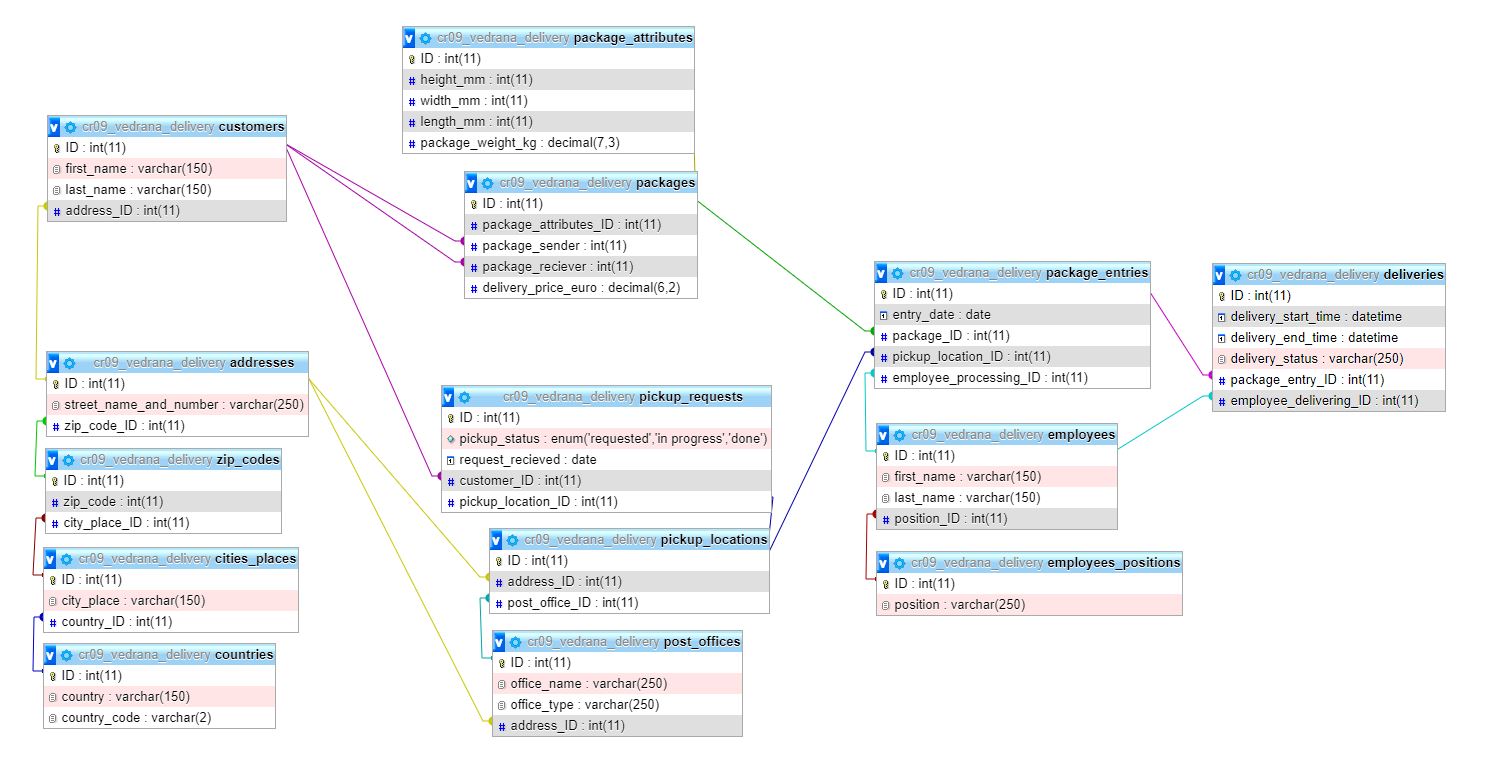 cr09_vedrana_delivery package_attributes
ID : int(11)
height_mm : int(11)
width_mm : int(11)
length_mm : int(11)
package_weight_kg : decimal(7,3)
cr09_vedrana_delivery customers
ID : int(11)
first_name : varchar(150)
last_name : varchar(150)
address_ID : int(11)
cr09_vedrana_delivery packages
ID : int(11)
package_attributes_ID : int(11)
package_sender : int(11)
package_reciever : int(11)
delivery_price_euro : decimal(6,2)
cr09_vedrana_delivery package_entries
ID : int(11)
entry_date : date
package_ID : int(11)
pickup_location_ID : int(11)
employee_processing_ID : int(11)
cr09_vedrana_delivery deliveries
ID : int(11)
delivery_start_time : datetime
delivery_end_time : datetime
delivery_status : varchar(250)
package_entry_ID : int(11)
employee_delivering_ID : int(11)
cr09_vedrana_delivery addresses
ID : int(11)
street_name_and_number : varchar(250)
zip_code_ID : int(11)
cr09_vedrana_delivery pickup_requests
ID : int(11)
pickup_status : enum('requested','in progress','done')
request_recieved : date
customer_ID : int(11)
pickup_location_ID : int(11)
cr09_vedrana_delivery employees
ID : int(11)
first_name : varchar(150)
last_name : varchar(150)
position_ID : int(11)
cr09_vedrana_delivery zip_codes
ID : int(11)
zip_code : int(11)
city_place_ID : int(11)
cr09_vedrana_delivery pickup_locations
ID : int(11)
address_ID : int(11)
post_office_ID : int(11)
cr09_vedrana_delivery employees_positions
ID : int(11)
position : varchar(250)
cr09_vedrana_delivery cities_places
ID : int(11)
city_place : varchar(150)
country_ID : int(11)
cr09_vedrana_delivery post_offices
ID : int(11)
office_name : varchar(250)
office_type : varchar(250)
address_ID : int(11)
cr09_vedrana_delivery countries
ID : int(11)
country : varchar(150)
country_code : varchar(2)